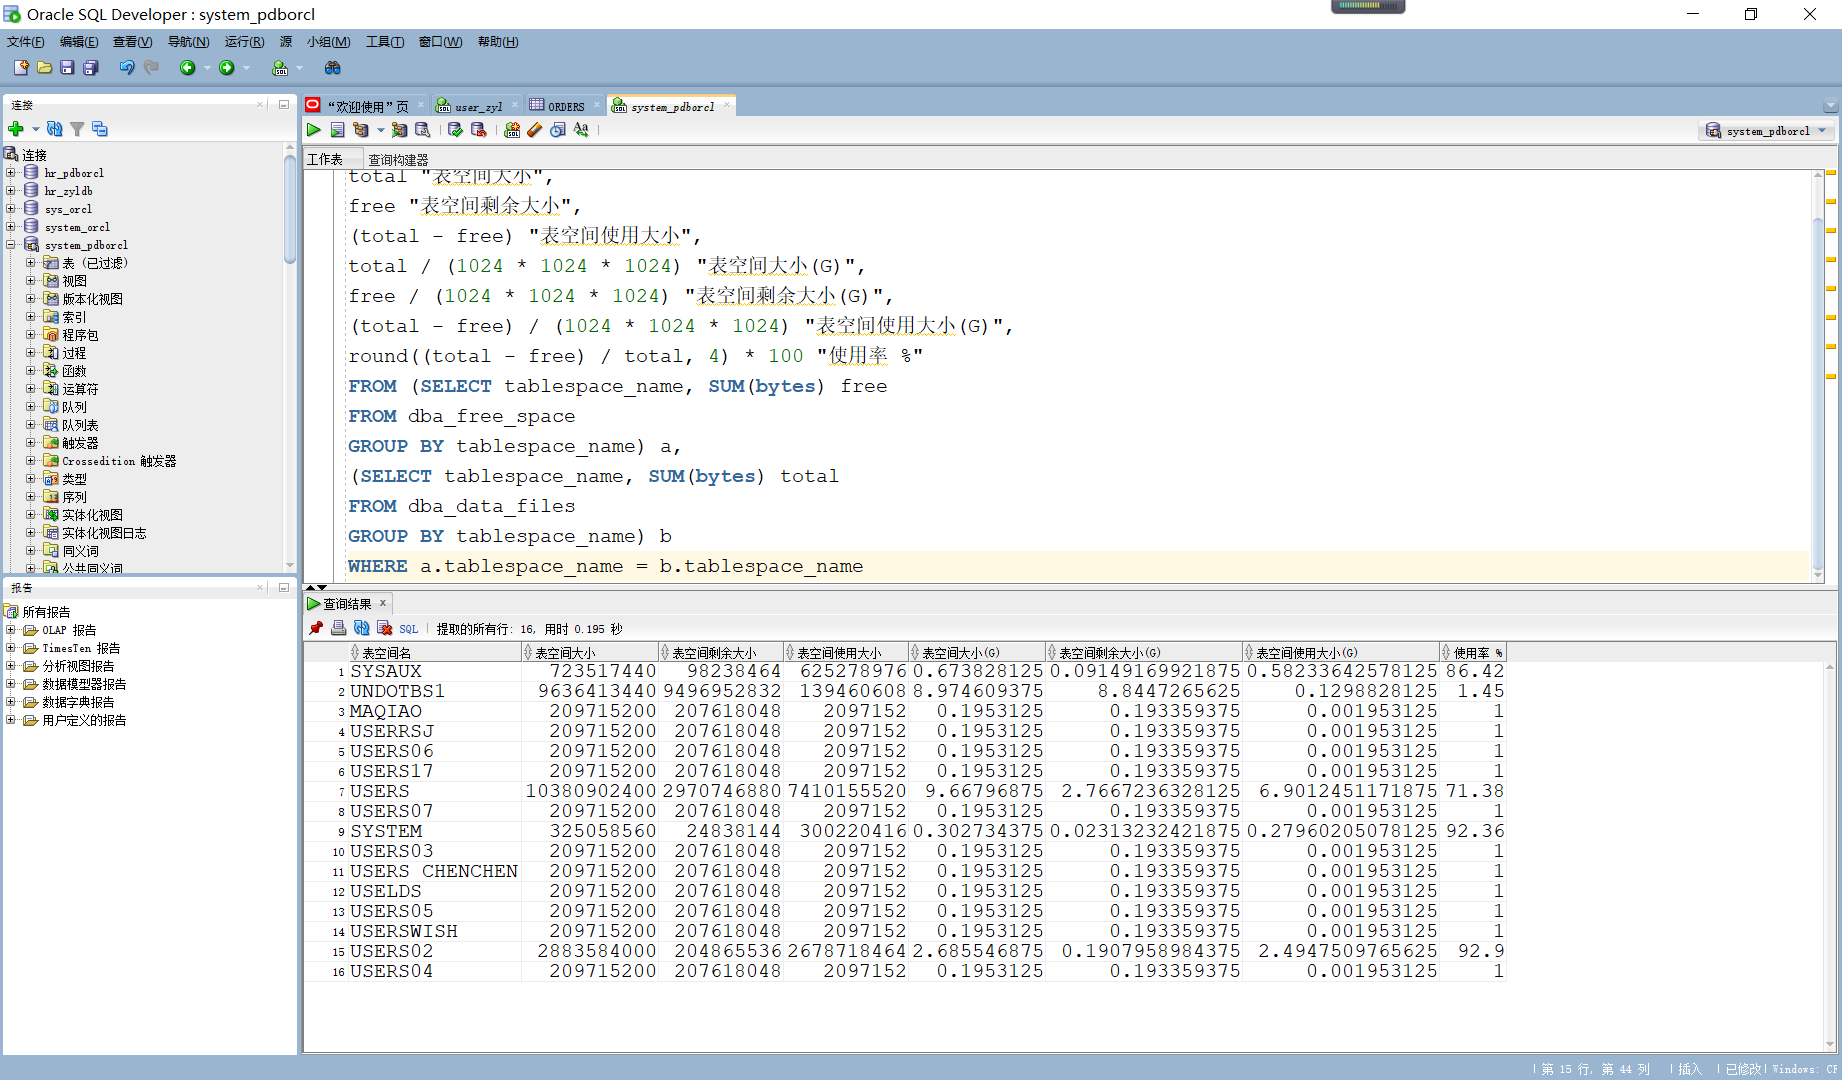 Oracle SQL Developer : system_pdborcl
文件(F) 编辑(E) 查看(V) 导航(N) 运行(R) 源 小组(M) 工具(T) 窗口(W) 帮助(H)
连接
连接
hr_pdborcl
hr_zyldb
sys_orcl
system_orcl
system_pdborcl
表 (已过滤)
视图
版本化视图
索引
程序包
过程
函数
运算符
队列
队列表
触发器
Crossedition 触发器
类型
序列
实体化视图
实体化视图日志
同义词
公共同义词
报告
所有报告
OLAP 报告
TimesTen 报告
分析视图报告
数据模型器报告
数据字典报告
用户定义的报告
“欢迎使用”页 user_zyl ORDERS system_pdborcl
system_pdborcl
工作表 查询构建器
total "表空间大小",
free "表空间剩余大小",
(total - free) "表空间使用大小",
total / (1024 * 1024 * 1024) "表空间大小(G)",
free / (1024 * 1024 * 1024) "表空间剩余大小(G)",
(total - free) / (1024 * 1024 * 1024) "表空间使用大小(G)",
round((total - free) / total, 4) * 100 "使用率 %"
FROM (SELECT tablespace_name, SUM(bytes) free
FROM dba_free_space
GROUP BY tablespace_name) a,
(SELECT tablespace_name, SUM(bytes) total
FROM dba_data_files
GROUP BY tablespace_name) b
WHERE a.tablespace_name = b.tablespace_name
查询结果 x
SQL | 提取的所有行: 16, 用时 0.195 秒
表空间名 表空间大小 表空间剩余大小 表空间使用大小 表空间大小(G) 表空间剩余大小(G) 表空间使用大小(G) 使用率 %
1 SYSAUX 723517440 98238464 625278976 0.673828125 0.09149169921875 0.58233642578125 86.42
2 UNDOTBS1 9636413440 9496952832 139460608 8.974609375 8.8447265625 0.1298828125 1.45
3 MAQIAO 209715200 207618048 2097152 0.1953125 0.193359375 0.001953125 1
4 USERRSJ 209715200 207618048 2097152 0.1953125 0.193359375 0.001953125 1
5 USERS06 209715200 207618048 2097152 0.1953125 0.193359375 0.001953125 1
6 USERS17 209715200 207618048 2097152 0.1953125 0.193359375 0.001953125 1
7 USERS 10380902400 2970746880 7410155520 9.66796875 2.7667236328125 6.9012451171875 71.38
8 USERS07 209715200 207618048 2097152 0.1953125 0.193359375 0.001953125 1
9 SYSTEM 325058560 24838144 300220416 0.302734375 0.02313232421875 0.27960205078125 92.36
10 USERS03 209715200 207618048 2097152 0.1953125 0.193359375 0.001953125 1
11 USERS CHENCHEN 209715200 207618048 2097152 0.1953125 0.193359375 0.001953125 1
12 USELDS 209715200 207618048 2097152 0.1953125 0.193359375 0.001953125 1
13 USERS05 209715200 207618048 2097152 0.1953125 0.193359375 0.001953125 1
14 USERSWISH 209715200 207618048 2097152 0.1953125 0.193359375 0.001953125 1
15 USERS02 2883584000 204865536 2678718464 2.685546875 0.1907958984375 2.4947509765625 92.9
16 USERS04 209715200 207618048 2097152 0.1953125 0.193359375 0.001953125 1
第 15 行, 第 44 列 | 插入 | 已修改 | Windows: CR